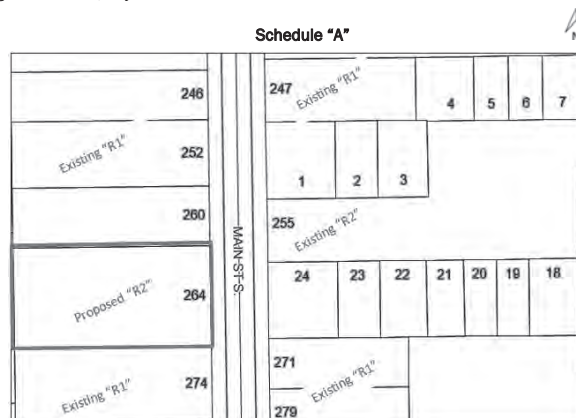 Schedule "A"
N
246
247
Existing "R1"
4
5
6
7
Existing "R1"
252
1
2
3
260
255
Existing "R2"
MAIN-ST-S.
24
23
22
21
20
19
18
Proposed "R2"
264
271
Existing "R1"
Existing "R1"
274
279